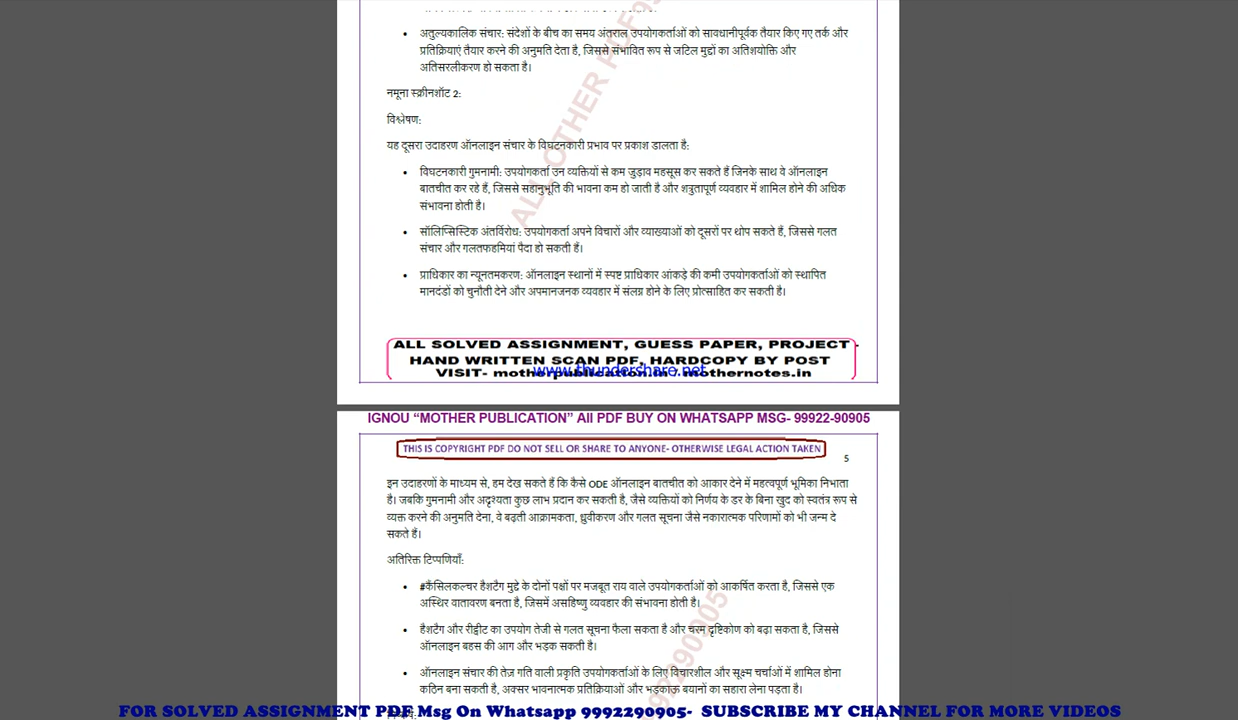 अतुल्यकालिक संचार: संदेशों के बीच का समय अंतराल उपयोगकर्ताओं को सावधानीपूर्वक तैयार किए गए तर्क और
प्रतिक्रियाएं तैयार करने की अनुमति देता है, जिससे संभावित रूप से जटिल मुद्दों का अतिशयोक्ति और
अतिसरलीकरण हो सकता है।
नमूना स्क्रीनशॉट 2:
विश्लेषण:
यह दूसरा उदाहरण ऑनलाइन संचार के विघटनकारी प्रभाव पर प्रकाश डालता है:
विघटनकारी गुमनामी: उपयोगकर्ता उन व्यक्तियों से कम जुड़ाव महसूस कर सकते हैं जिनके साथ वे ऑनलाइन
बातचीत कर रहे हैं, जिससे सहानुभूति की भावना कम हो जाती है और शत्रुतापूर्ण व्यवहार में शामिल होने की अधिक
संभावना होती है।
सॉलिप्सिस्टिक अंतर्विरोध: उपयोगकर्ता अपने विचारों और व्याख्याओं को दूसरों पर थोप सकते हैं, जिससे गलत
संचार और गलतफहमियां पैदा हो सकती हैं।
प्राधिकार का न्यूनतमकरण: ऑनलाइन स्थानों में स्पष्ट प्राधिकार आंकड़े की कमी उपयोगकर्ताओं को स्थापित
मानदंडों को चुनौती देने और अपमानजनक व्यवहार में संलग्न होने के लिए प्रोत्साहित कर सकती है।
ALL OTHER PDF
ALL SOLVED ASSIGNMENT, GUESS PAPER, PROJECT -
HAND WRITTEN SCAN PDF, HARDCOPY BY POST
VISIT- motherpublication.in / mothernotes.in
www.thundershare.net
IGNOU “MOTHER PUBLICATION” All PDF BUY ON WHATSAPP MSG- 99922-90905
THIS IS COPYRIGHT PDF DO NOT SELL OR SHARE TO ANYONE- OTHERWISE LEGAL ACTION TAKEN
5
इन उदाहरणों के माध्यम से, हम देख सकते हैं कि कैसे ODE ऑनलाइन बातचीत को आकार देने में महत्वपूर्ण भूमिका निभाता
है। जबकि गुमनामी और अदृश्यता कुछ लाभ प्रदान कर सकती है, जैसे व्यक्तियों को निर्णय के डर के बिना खुद को स्वतंत्र रूप से
व्यक्त करने की अनुमति देना, वे बढ़ती आक्रामकता, ध्रुवीकरण और गलत सूचना जैसे नकारात्मक परिणामों को भी जन्म दे
सकते हैं।
अतिरिक्त टिप्पणियाँ:
#कैंसिलकल्चर हैशटैग मुद्दे के दोनों पक्षों पर मजबूत राय वाले उपयोगकर्ताओं को आकर्षित करता है, जिससे एक
अस्थिर वातावरण बनता है, जिसमें असहिष्णु व्यवहार की संभावना होती है।
हैशटैग और रीट्वीट का उपयोग तेजी से गलत सूचना फैला सकता है और चरम दृष्टिकोण को बढ़ा सकता है, जिससे
ऑनलाइन बहस की आग और भड़क सकती है।
ऑनलाइन संचार की तेज़ गति वाली प्रकृति उपयोगकर्ताओं के लिए विचारशील और सूक्ष्म चर्चाओं में शामिल होना
कठिन बना सकती है, अक्सर भावनात्मक प्रतिक्रियाओं और भड़काऊ बयानों का सहारा लेना पड़ता है।
992290905
FOR SOLVED ASSIGNMENT PDF Msg On Whatsapp 9992290905- SUBSCRIBE MY CHANNEL FOR MORE VIDEOS